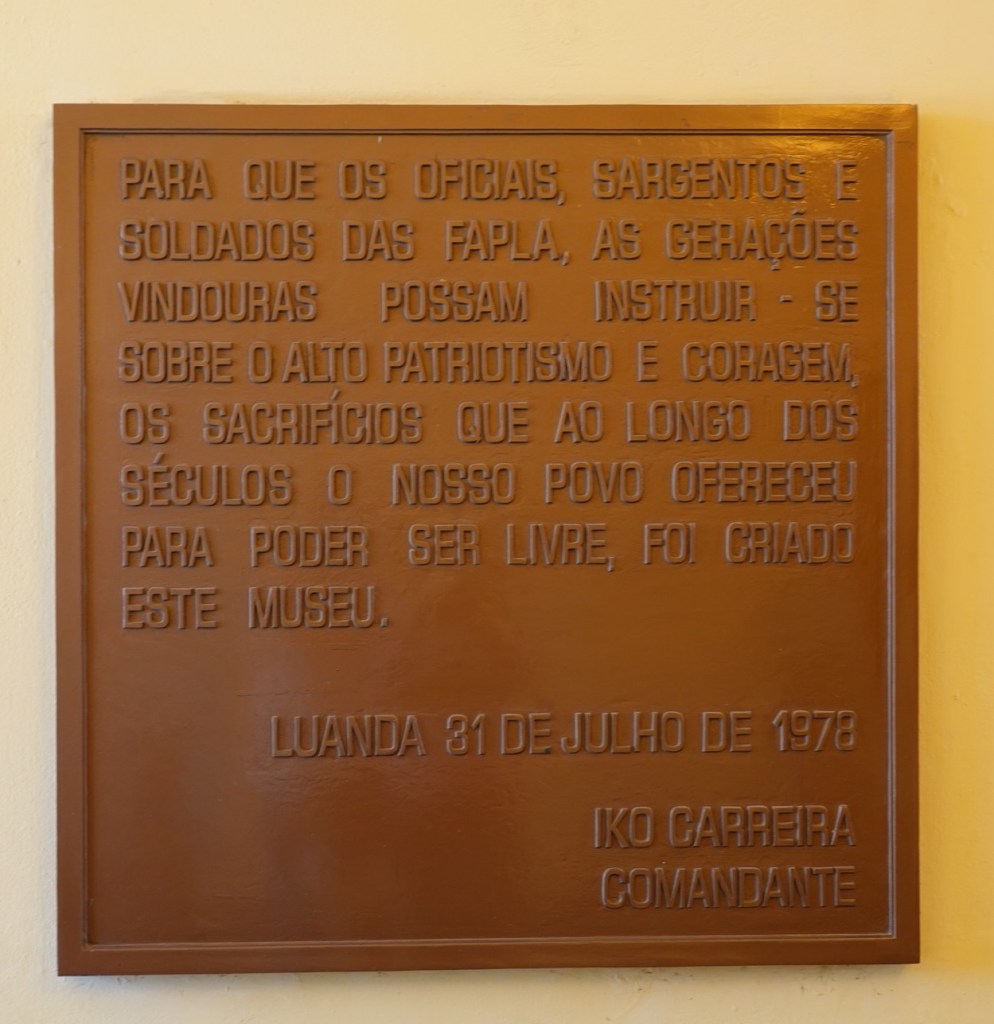 PARA QUE OS OFICIAIS, SARGENTOS E
SOLDADOS DAS FAPLA, AS GERAÇÕES
VINDOURAS POSSAM INSTRUIR - SE
SOBRE O ALTO PATRIOTISMO E CORAGEM,
OS SACRIFÍCIOS QUE AO LONGO DOS
SÉCULOS O NOSSO POVO OFERECEU
PARA PODER SER LIVRE, FOI CRIADO
ESTE MUSEU.
LUANDA 31 DE JULHO DE 1978
IKO CARREIRA
COMANDANTE